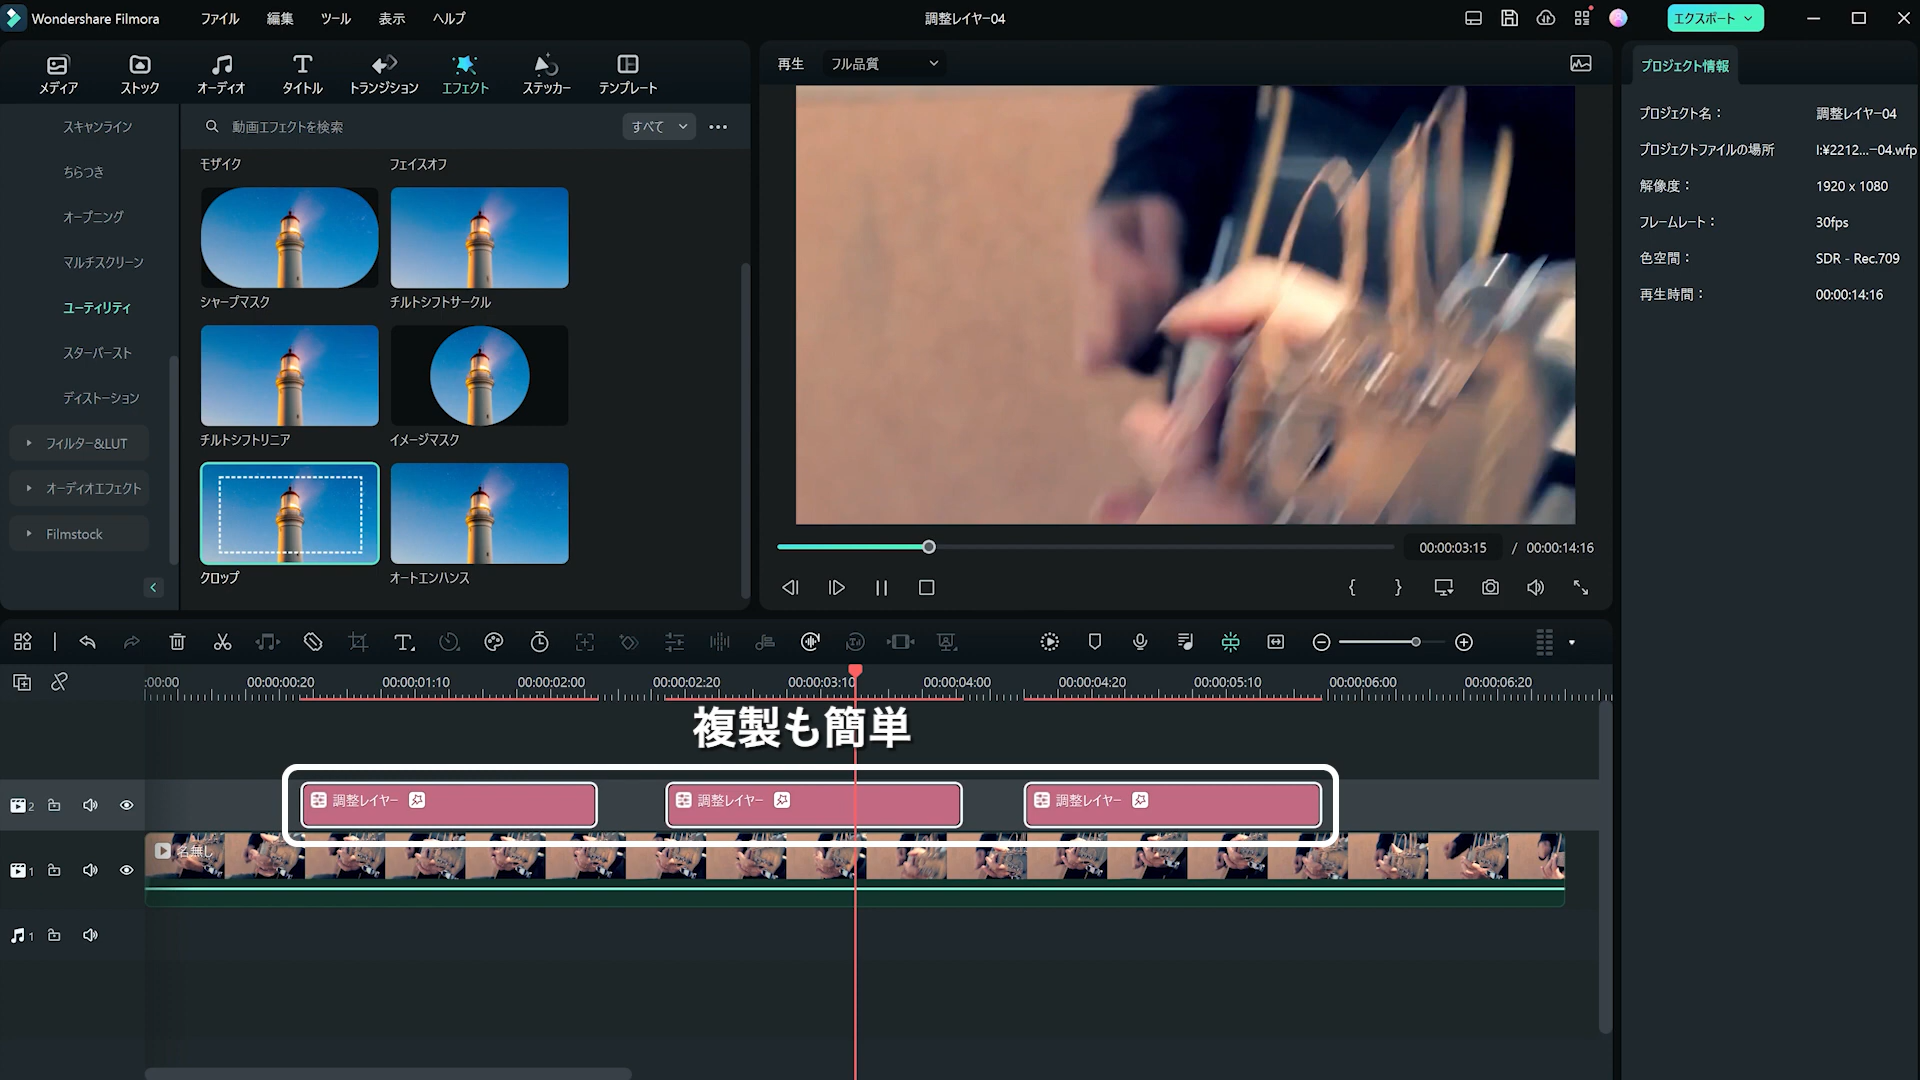 Wondershare Filmora
ファイル 編集 ツール 表示 ヘルプ
調整レイヤー04
エクスポート
メディア ストック オーディオ タイトル トランジション エフェクト ステッカー テンプレート
スキャンライン
ちらつき
オープニング
マルチスクリーン
ユーティリティ
スターバースト
ディストーション
フィルター&LUT
オーディオエフェクト
Filmstock
動画エフェクトを検索
すべて
モザイク フェイスオフ
シャープマスク チルトシフトサークル
チルトシフトリニア イメージマスク
クロップ オートエンハンス
再生 フル品質
00:00:03:15 / 00:00:14:16
プロジェクト情報
プロジェクト名： 調整レイヤー04
プロジェクトファイルの場所 I:¥2212...ー04.wfp
解像度： 1920 x 1080
フレームレート： 30fps
色空間： SDR - Rec.709
再生時間： 00:00:14:16
:00:00 00:00:00:20 00:00:01:10 00:00:02:00 00:00:02:20 00:00:03:10 00:00:04:00 00:00:04:20 00:00:05:10 00:00:06:00 00:00:06:20
複製も簡単
2 調整レイヤー 調整レイヤー 調整レイヤー
1 名無し
1